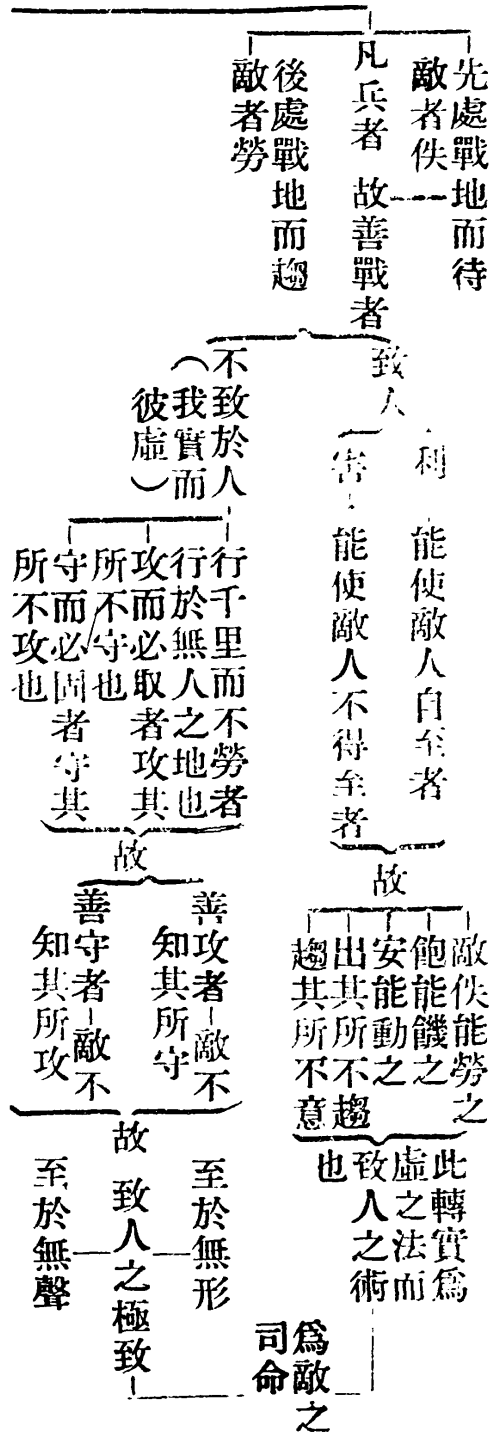 先處戰地而待
敵者佚
凡兵者
故善戰者
後處戰地而趨
敵者勞
致人
利
能使敵人自至者
害
能使敵人不得至者
故
敵佚能勞之
飽能饑之
安能動之
出其所不趨
趨其所不意
此轉實爲
虛之法而
致人之術
也
不致於人
（我實而
彼虛）
行千里而不勞者
行於無人之地也
攻而必取者攻其
所不守也
守而必固者守其
所不攻也
故
善攻者
敵不
知其所守
善守者
敵不
知其所攻
故
至於無形
致人之極致
至於無聲
爲敵之
司命